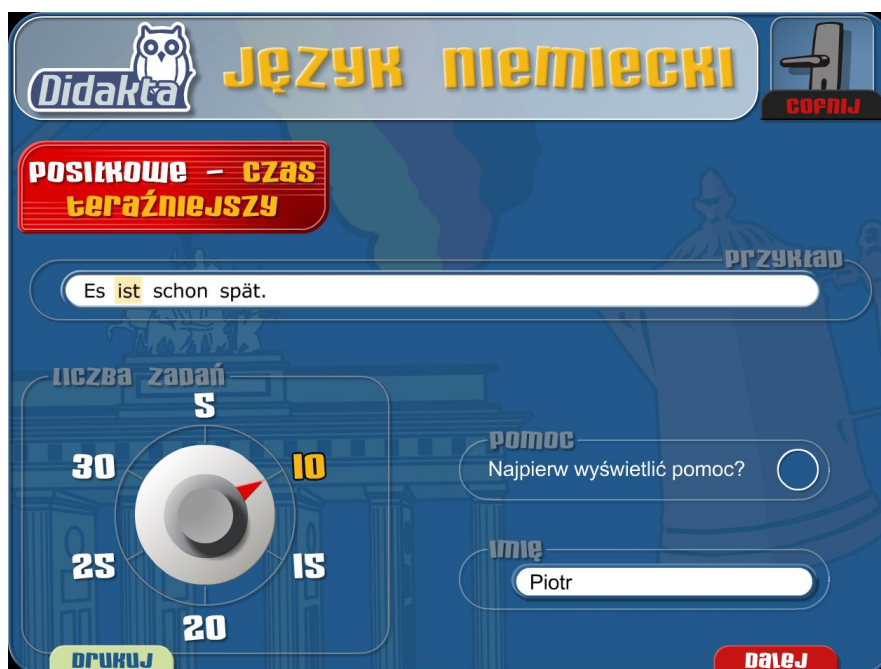 Didakta
Język niemiecki
COFNIJ
POSIŁKOWE – CZAS
teraźniejszy
PRZYKŁAD
Es ist schon spät.
LICZBA ZADAŃ
5
30
10
25
15
20
POMOC
Najpierw wyświetlić pomoc?
IMIĘ
Piotr
DRUKUJ
DALEJ